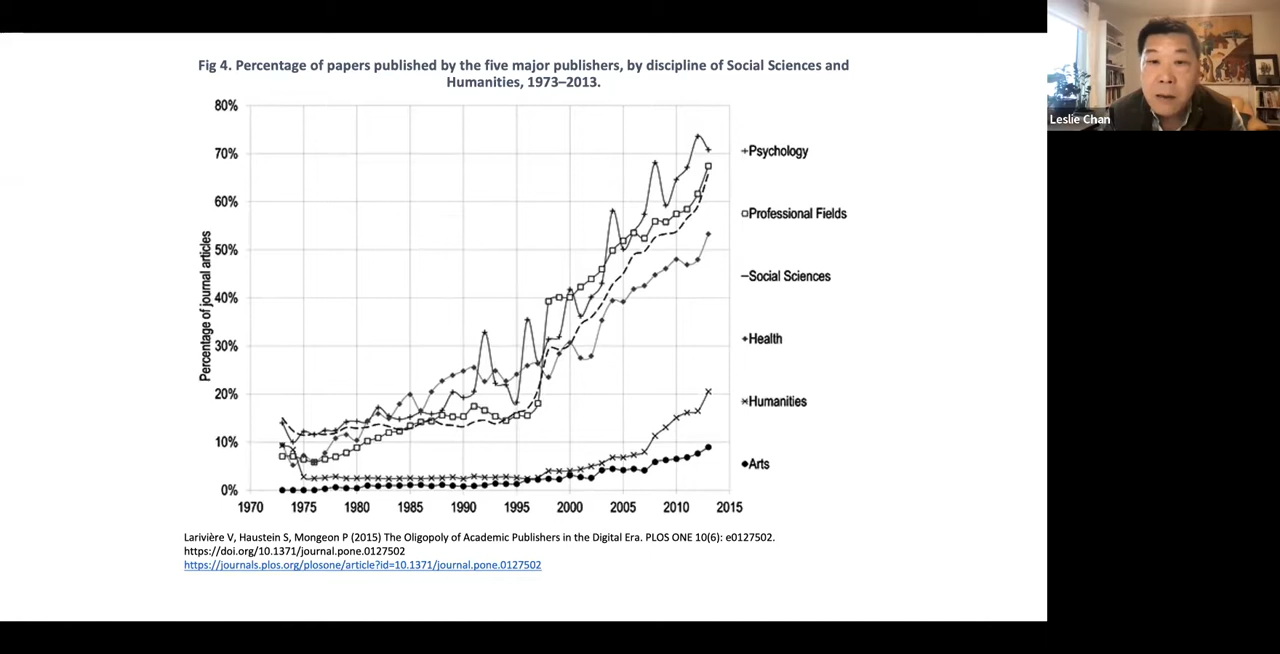 Fig 4. Percentage of papers published by the five major publishers, by discipline of Social Sciences and
Humanities, 1973–2013.
Percentage of journal articles
80%
70%
60%
50%
40%
30%
20%
10%
0%
1970 1975 1980 1985 1990 1995 2000 2005 2010 2015
Psychology
Professional Fields
Social Sciences
Health
Humanities
Arts
Larivière V, Haustein S, Mongeon P (2015) The Oligopoly of Academic Publishers in the Digital Era. PLOS ONE 10(6): e0127502.
https://doi.org/10.1371/journal.pone.0127502
https://journals.plos.org/plosone/article?id=10.1371/journal.pone.0127502
Leslie Chan